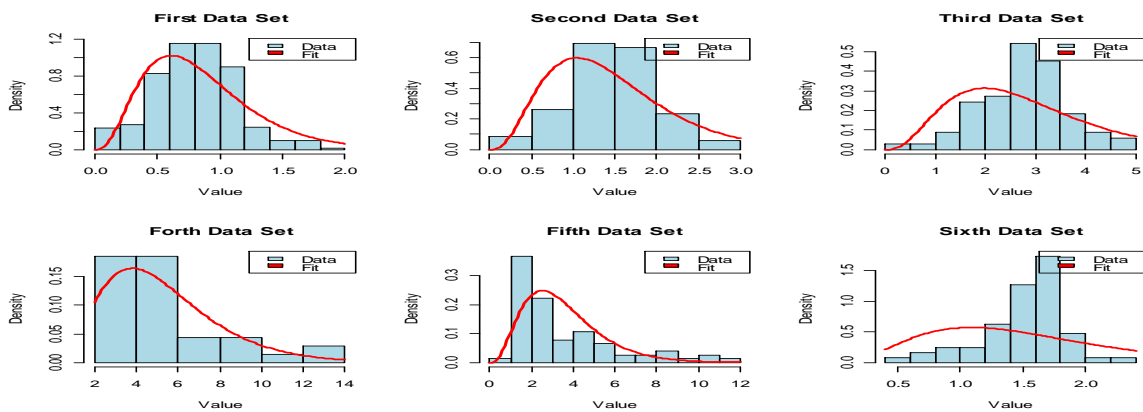 First Data Set
Density
0.0 0.4 0.8 1.2
Data
Fit
0.0 0.5 1.0 1.5 2.0
Value
Second Data Set
Density
0.0 0.2 0.4 0.6
Data
Fit
0.0 0.5 1.0 1.5 2.0 2.5 3.0
Value
Third Data Set
Density
0.0 0.1 0.2 0.3 0.4 0.5
Data
Fit
0 1 2 3 4 5
Value
Forth Data Set
Density
0.00 0.05 0.10 0.15
Data
Fit
2 4 6 8 10 12 14
Value
Fifth Data Set
Density
0.0 0.1 0.2 0.3
Data
Fit
0 2 4 6 8 10 12
Value
Sixth Data Set
Density
0.0 0.5 1.0 1.5
Data
Fit
0.5 1.0 1.5 2.0
Value